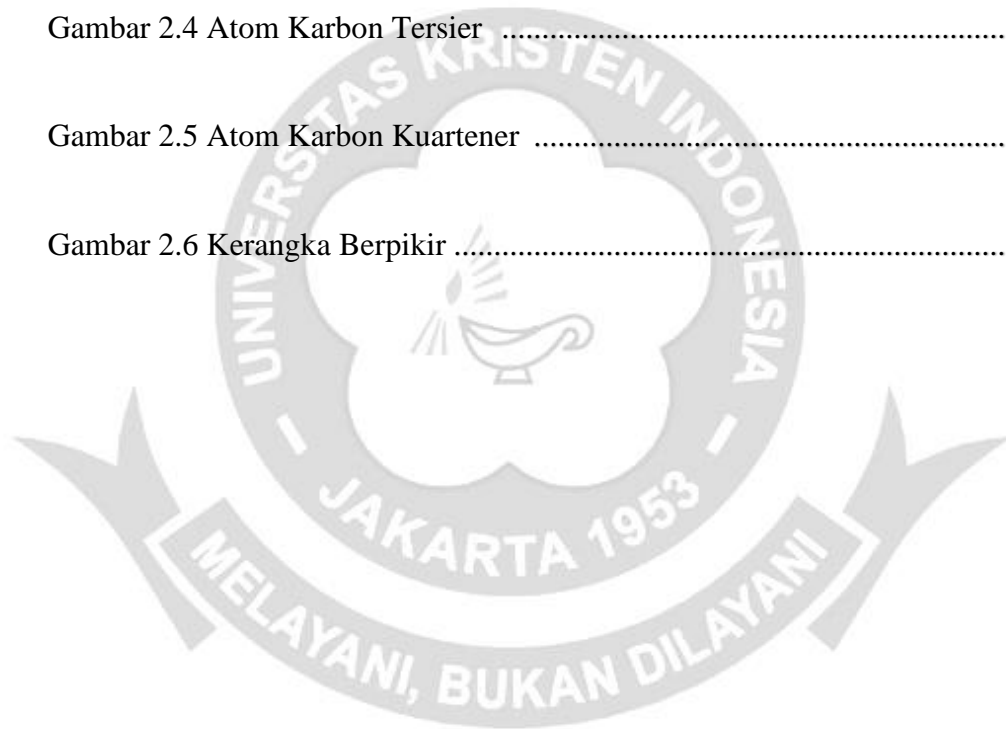 Gambar 2.4 Atom Karbon Tersier ......................................................
Gambar 2.5 Atom Karbon Kuartener ..................................................
Gambar 2.6 Kerangka Berpikir ...........................................................
UNIVERSITAS KRISTEN INDONESIA
- JAKARTA 1953 -
MELAYANI, BUKAN DILAYANI